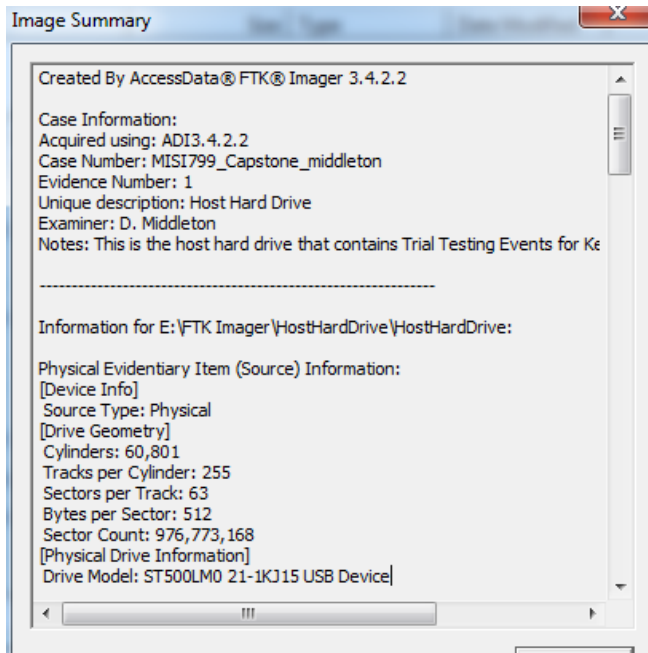 Image Summary
Created By AccessData® FTK® Imager 3.4.2.2
Case Information:
Acquired using: ADI3.4.2.2
Case Number: MISI799_Capstone_middleton
Evidence Number: 1
Unique description: Host Hard Drive
Examiner: D. Middleton
Notes: This is the host hard drive that contains Trial Testing Events for Ke
--------------------------------------------------------------
Information for E:\FTK Imager\HostHardDrive\HostHardDrive:
Physical Evidentiary Item (Source) Information:
[Device Info]
Source Type: Physical
[Drive Geometry]
Cylinders: 60,801
Tracks per Cylinder: 255
Sectors per Track: 63
Bytes per Sector: 512
Sector Count: 976,773,168
[Physical Drive Information]
Drive Model: ST500LM0 21-1KJ15 USB Device